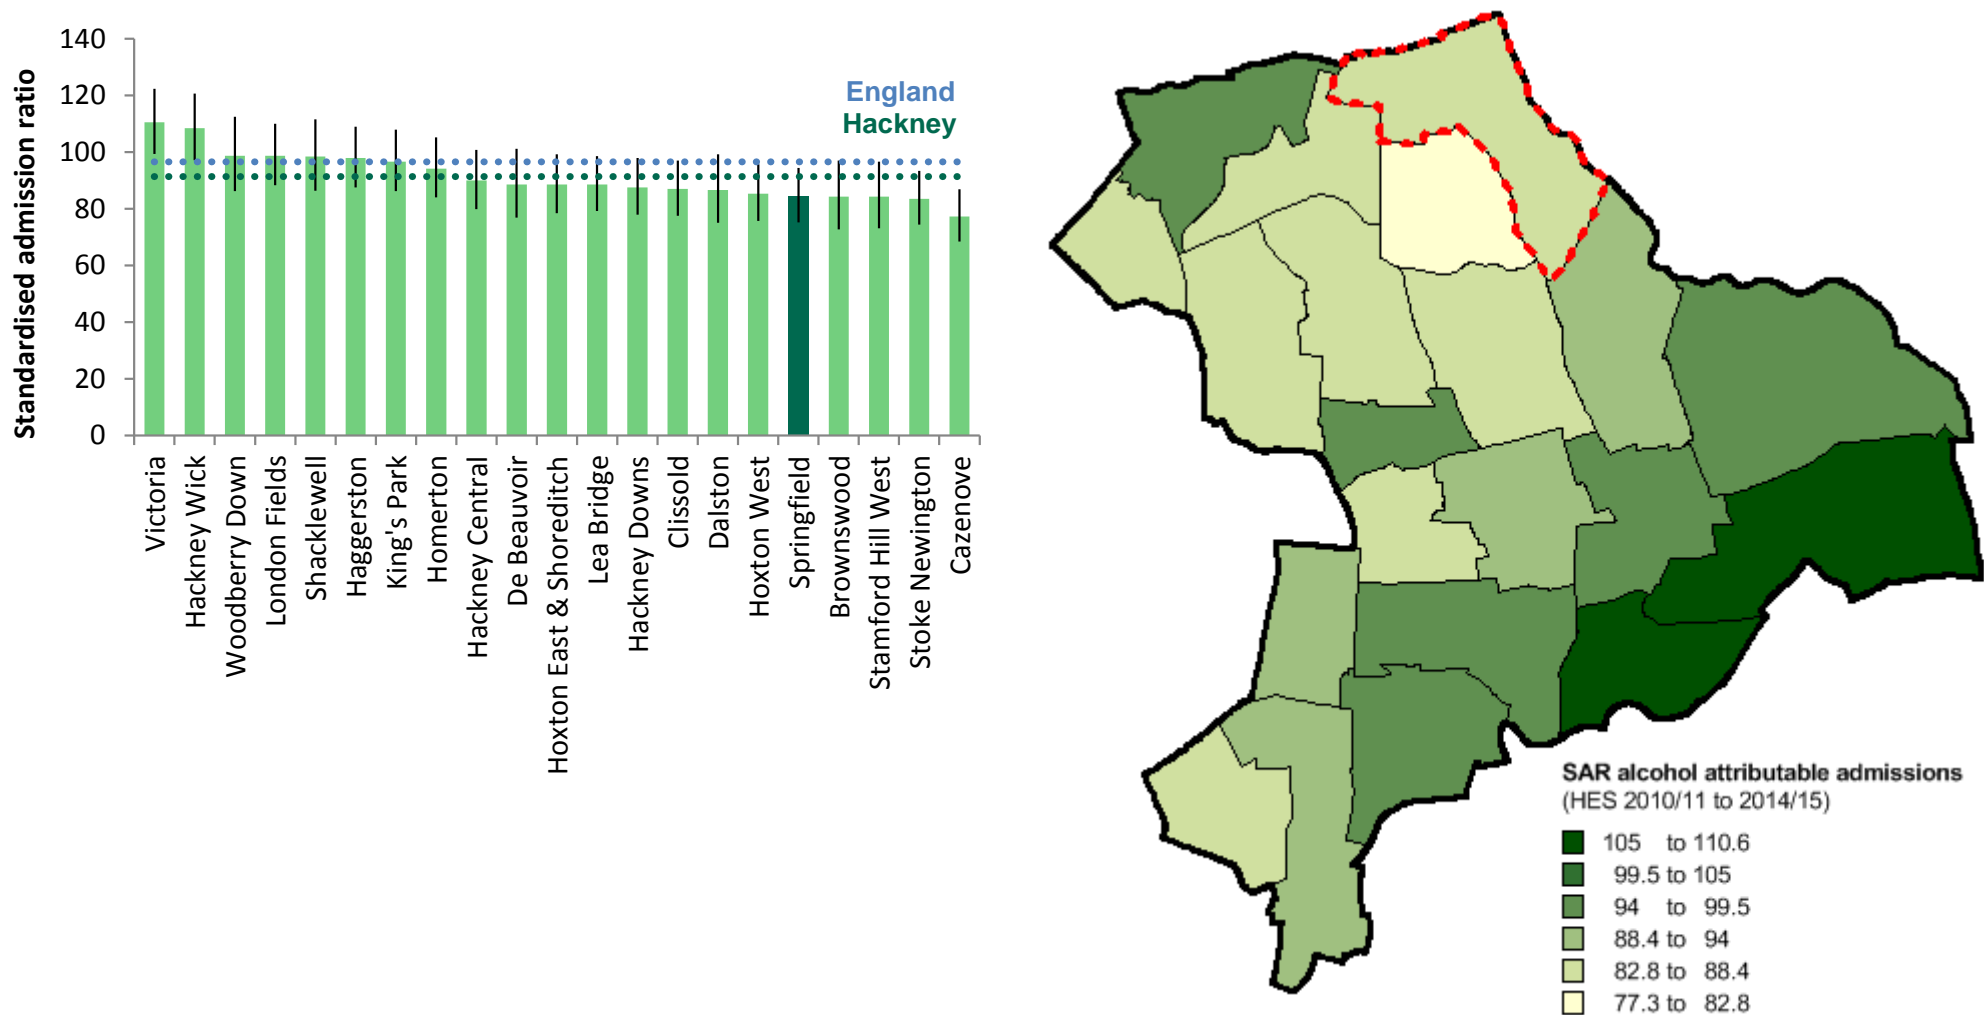 Standardised admission ratio
140
120
100
80
60
40
20
0
England
Hackney
Victoria
Hackney Wick
Woodberry Down
London Fields
Shacklewell
Haggerston
King's Park
Homerton
Hackney Central
De Beauvoir
Hoxton East & Shoreditch
Lea Bridge
Hackney Downs
Clissold
Dalston
Hoxton West
Springfield
Brownswood
Stamford Hill West
Stoke Newington
Cazenove
SAR alcohol attributable admissions
(HES 2010/11 to 2014/15)
105 to 110.6
99.5 to 105
94 to 99.5
88.4 to 94
82.8 to 88.4
77.3 to 82.8